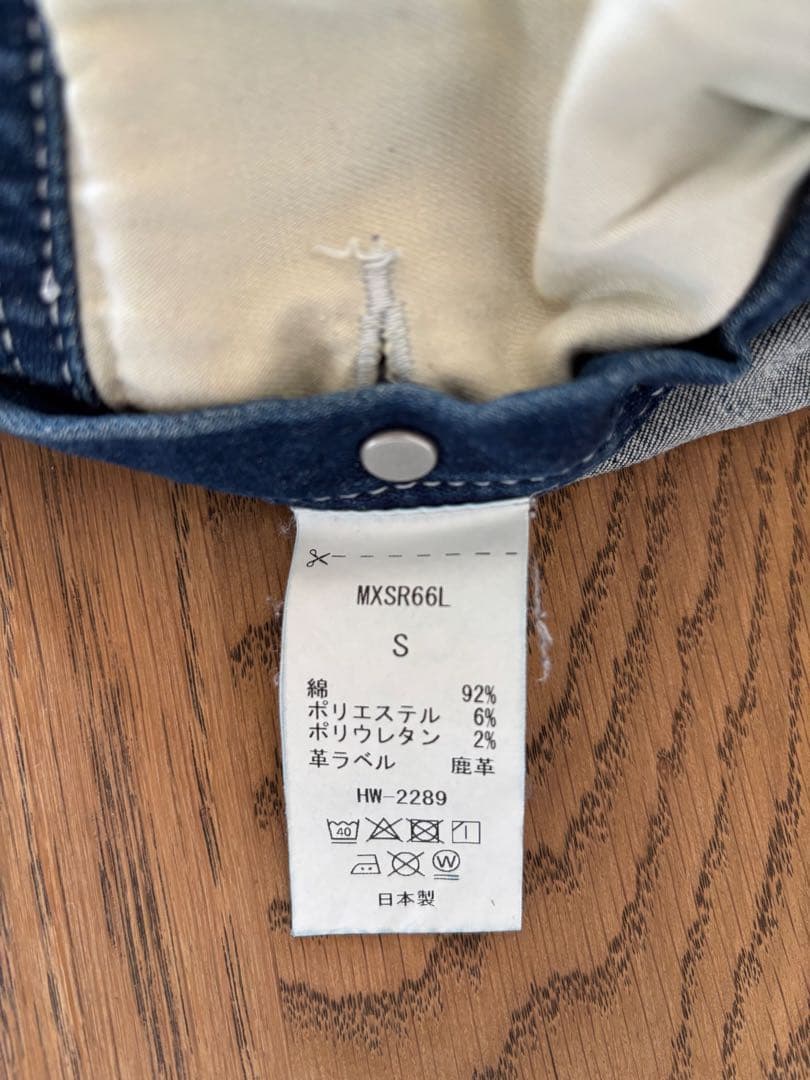 MXSR66L
S
綿 92%
ポリエステル 6%
ポリウレタン 2%
革ラベル 鹿革
HW-2289
40
W
日本製